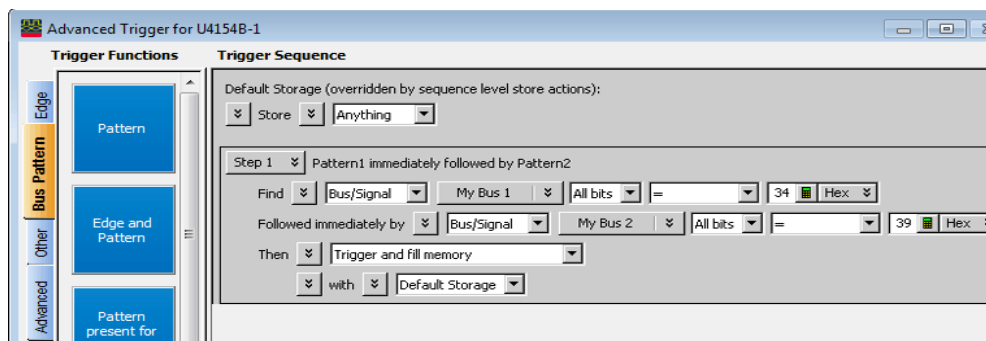 Advanced Trigger for U4154B-1
Trigger Functions
Trigger Sequence
Edge
Bus Pattern
Other
Advanced
Pattern
Edge and
Pattern
Pattern
present for
Default Storage (overridden by sequence level store actions):
Store Anything
Step 1 Pattern1 immediately followed by Pattern2
Find Bus/Signal My Bus 1 All bits = 34 Hex
Followed immediately by Bus/Signal My Bus 2 All bits = 39 Hex
Then Trigger and fill memory
with Default Storage